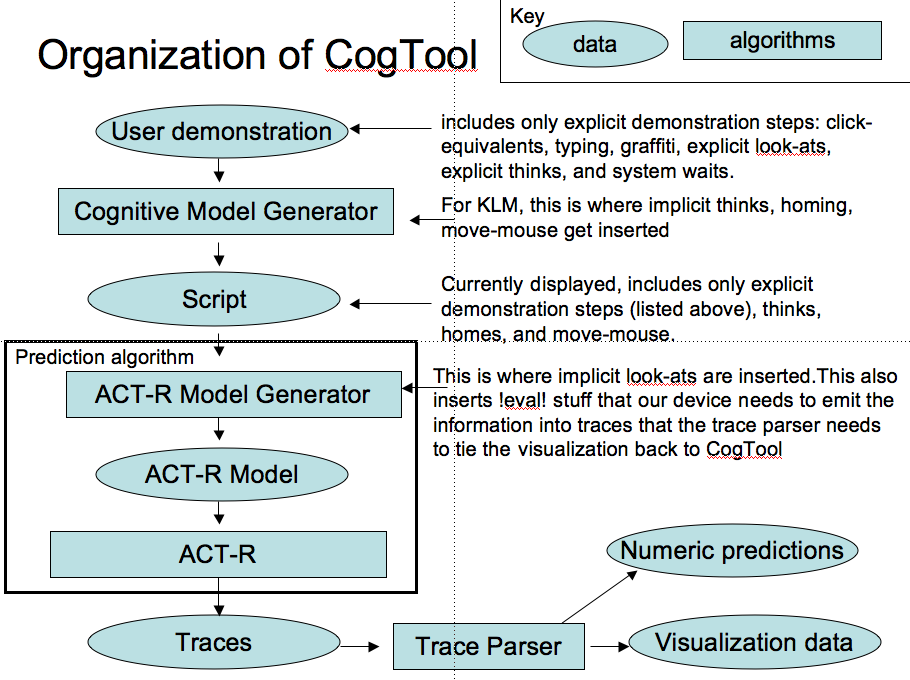 Key
data
algorithms
Organization of CogTool
User demonstration
includes only explicit demonstration steps: click-
equivalents, typing, graffiti, explicit look-ats,
explicit thinks, and system waits.
Cognitive Model Generator
For KLM, this is where implicit thinks, homing,
move-mouse get inserted
Script
Currently displayed, includes only explicit
demonstration steps (listed above), thinks,
homes, and move-mouse.
Prediction algorithm
ACT-R Model Generator
This is where implicit look-ats are inserted.This also
inserts !eval! stuff that our device needs to emit the
information into traces that the trace parser needs
to tie the visualization back to CogTool
ACT-R Model
ACT-R
Numeric predictions
Traces
Trace Parser
Visualization data